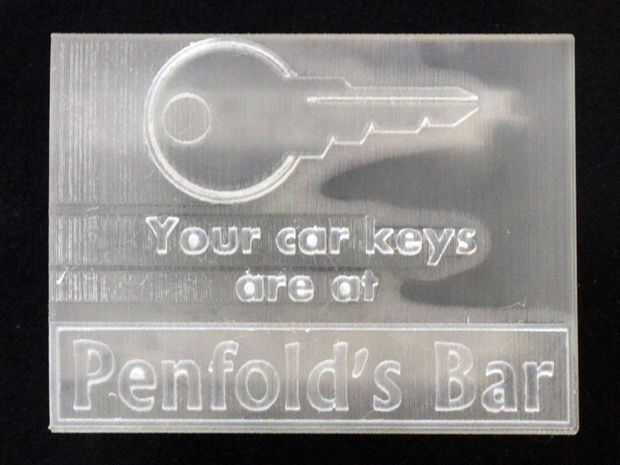 Your car keys
are at
Penfold's Bar